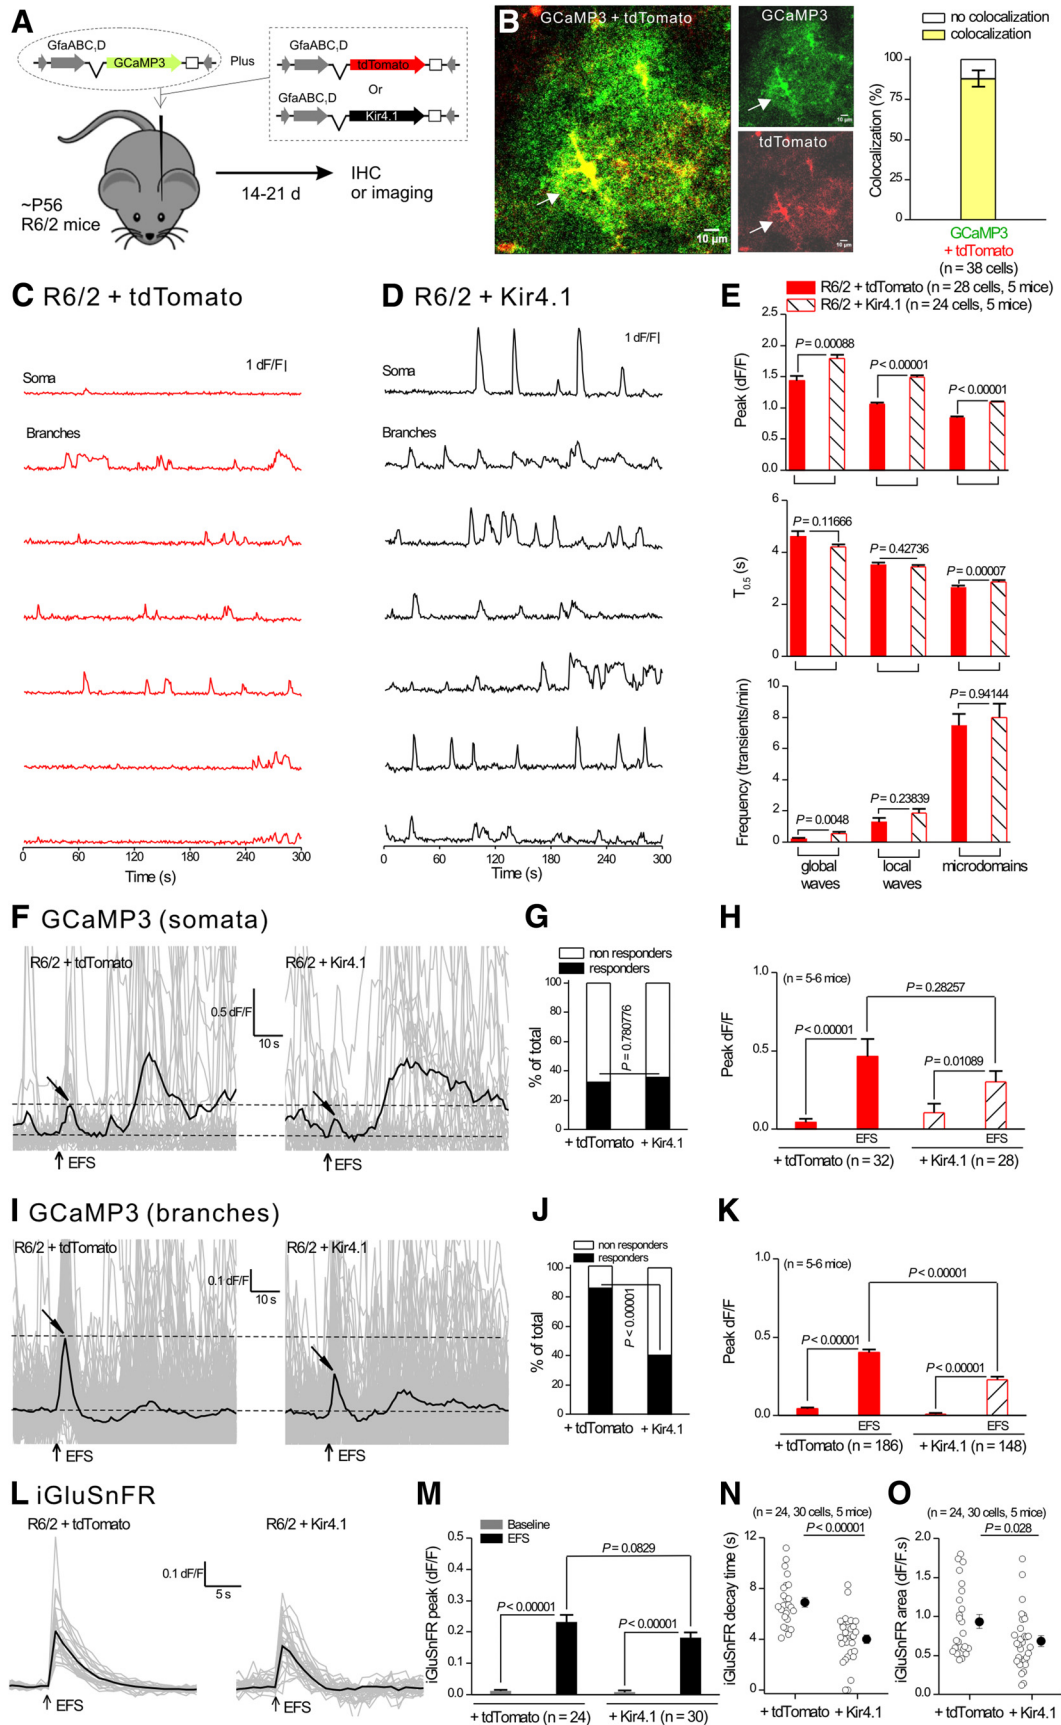 A
GfaABC₁D
GCaMP3
Plus
GfaABC₁D
tdTomato
Or
GfaABC₁D
Kir4.1
~P56
R6/2 mice
14-21 d
IHC
or imaging
B
GCaMP3 + tdTomato
10 µm
GCaMP3
10 µm
tdTomato
10 µm
no colocalization
colocalization
Colocalization (%)
100
75
50
25
0
GCaMP3
+ tdTomato
(n = 38 cells)
C R6/2 + tdTomato
1 dF/F
Soma
Branches
0 60 120 180 240 300
Time (s)
D R6/2 + Kir4.1
1 dF/F
Soma
Branches
0 60 120 180 240 300
Time (s)
E
R6/2 + tdTomato (n = 28 cells, 5 mice)
R6/2 + Kir4.1 (n = 24 cells, 5 mice)
Peak (dF/F)
2.5
2.0
1.5
1.0
0.5
0.0
P = 0.00088
P < 0.00001
P < 0.00001
T0.5 (s)
6
4
2
0
P = 0.11666
P = 0.42736
P = 0.00007
Frequency (transients/min)
10
8
6
4
2
0
P = 0.0048
P = 0.23839
P = 0.94144
global waves
local waves
microdomains
F GCaMP3 (somata)
R6/2 + tdTomato
0.5 dF/F
10 s
R6/2 + Kir4.1
EFS
EFS
G
non responders
responders
% of total
100
80
60
40
20
0
P = 0.780776
+ tdTomato + Kir4.1
H
Peak dF/F
1.0
0.5
0.0
(n = 5-6 mice)
P = 0.28257
P < 0.00001
P = 0.01089
EFS
EFS
+ tdTomato (n = 32)
+ Kir4.1 (n = 28)
I GCaMP3 (branches)
R6/2 + tdTomato
0.1 dF/F
10 s
R6/2 + Kir4.1
EFS
EFS
J
non responders
responders
% of total
100
80
60
40
20
0
P < 0.00001
+ tdTomato + Kir4.1
K
Peak dF/F
1.0
0.5
0.0
(n = 5-6 mice)
P < 0.00001
P < 0.00001
P < 0.00001
EFS
EFS
+ tdTomato (n = 186)
+ Kir4.1 (n = 148)
L iGluSnFR
R6/2 + tdTomato
0.1 dF/F
5 s
R6/2 + Kir4.1
EFS
EFS
M
Baseline
EFS
iGluSnFR peak (dF/F)
0.5
0.4
0.3
0.2
0.1
0.0
P = 0.0829
P < 0.00001
P < 0.00001
+ tdTomato (n = 24)
+ Kir4.1 (n = 30)
N
(n = 24, 30 cells, 5 mice)
P < 0.00001
iGluSnFR decay time (s)
12
8
4
0
+ tdTomato + Kir4.1
O
(n = 24, 30 cells, 5 mice)
P = 0.028
iGluSnFR area (dF/F.s)
2.0
1.5
1.0
0.5
0.0
+ tdTomato + Kir4.1